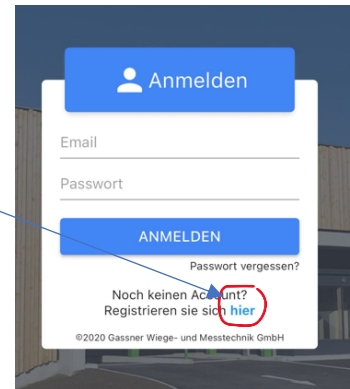 Anmelden
Email
Passwort
ANMELDEN
Passwort vergessen?
Noch keinen Account?
Registrieren sie sich hier
©2020 Gassner Wiege- und Messtechnik GmbH